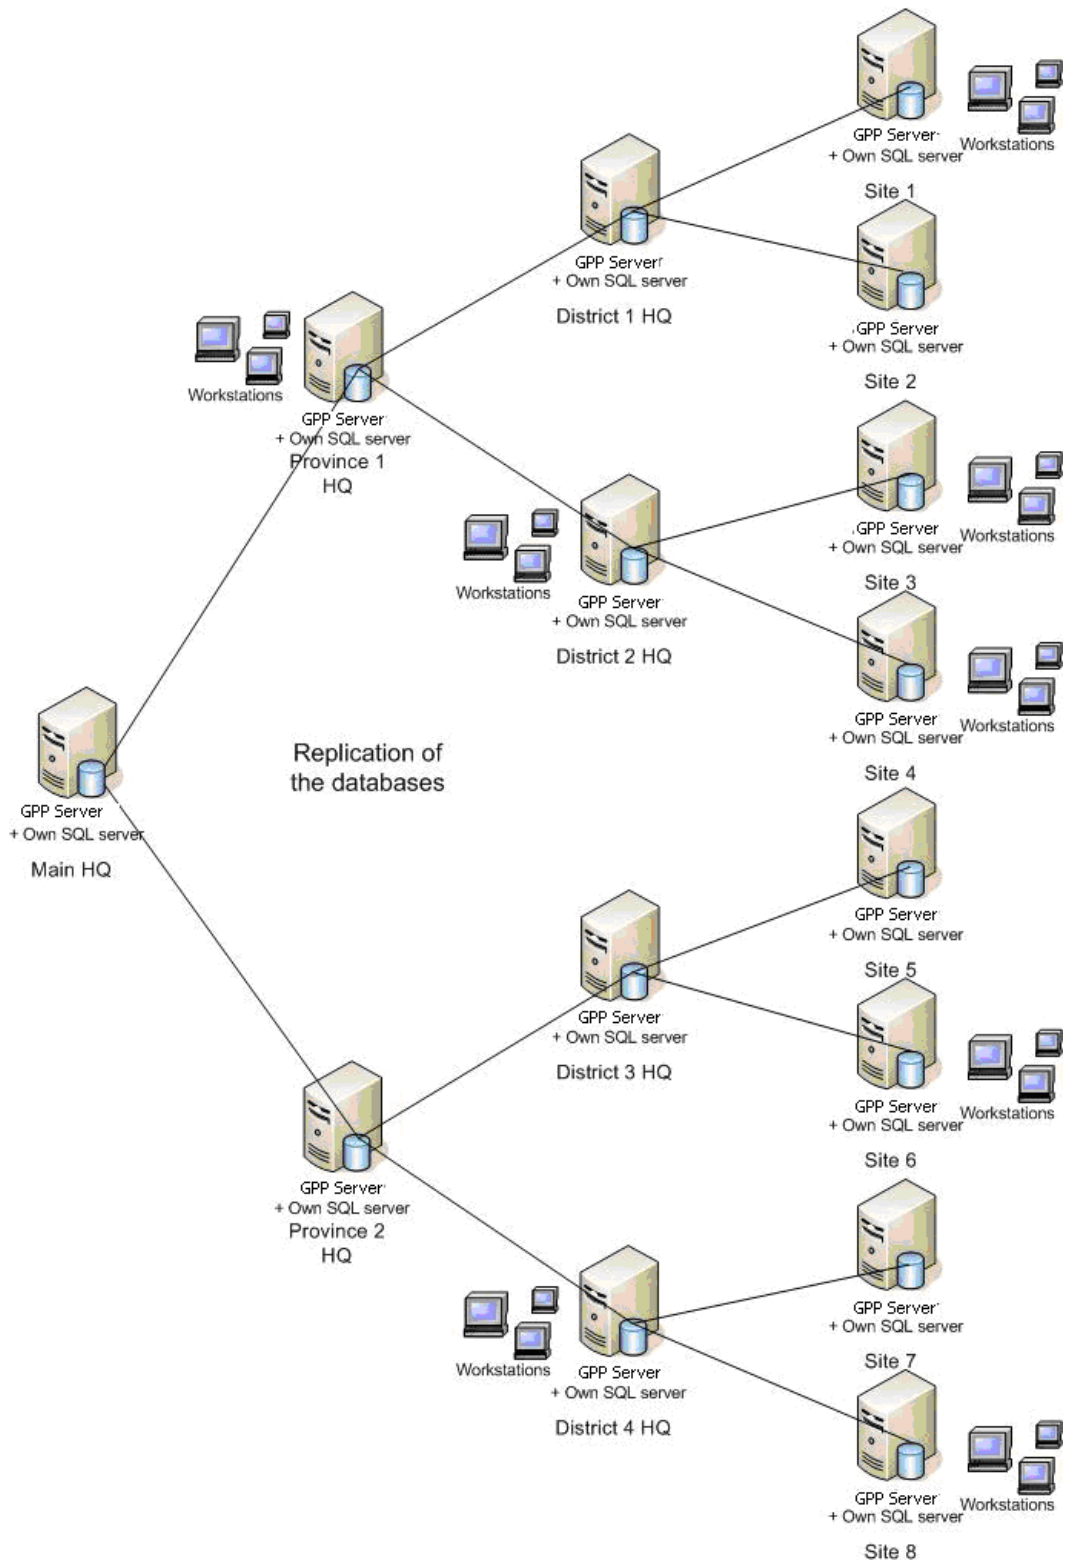 GPP Server
+ Own SQL server
Workstations
Site 1
GPP Server
+ Own SQL server
District 1 HQ
GPP Server
+ Own SQL server
Site 2
Workstations
GPP Server
+ Own SQL server
Province 1
HQ
GPP Server
+ Own SQL server
Workstations
Site 3
Workstations
GPP Server
+ Own SQL server
District 2 HQ
GPP Server
+ Own SQL server
Workstations
Site 4
Replication of
the databases
GPP Server
+ Own SQL server
Main HQ
GPP Server
+ Own SQL server
Site 5
GPP Server
+ Own SQL server
District 3 HQ
GPP Server
+ Own SQL server
Workstations
Site 6
GPP Server
+ Own SQL server
Province 2
HQ
GPP Server
+ Own SQL server
Site 7
Workstations
GPP Server
+ Own SQL server
District 4 HQ
GPP Server
+ Own SQL server
Workstations
Site 8